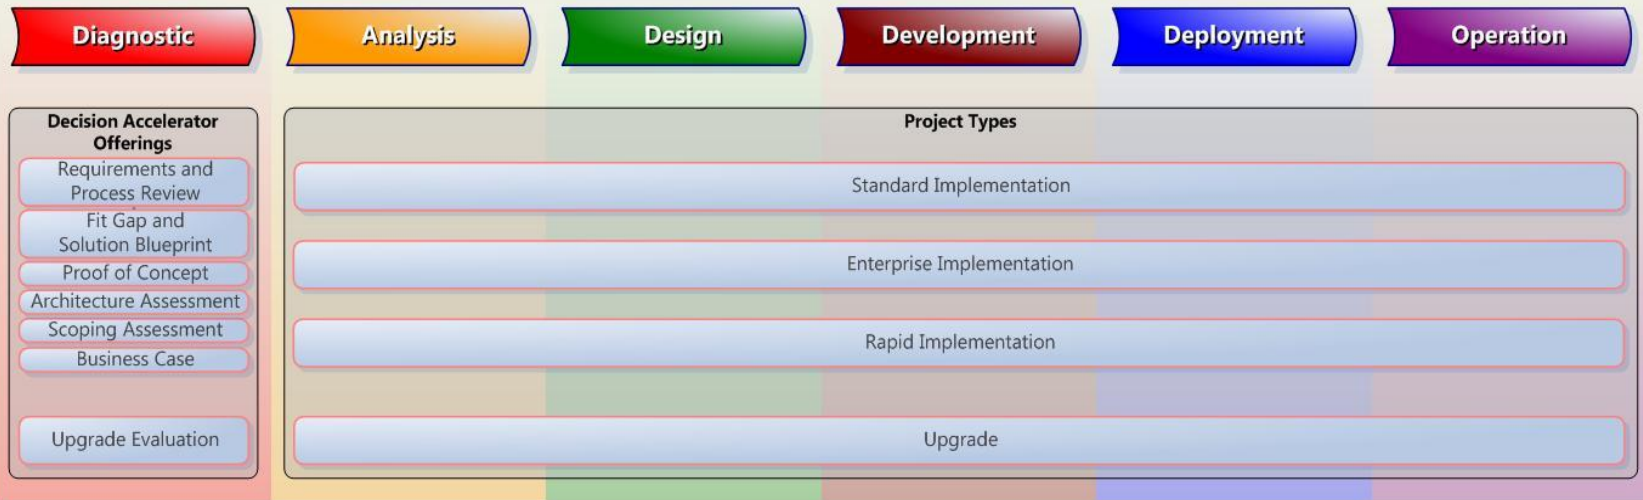 Diagnostic
Analysis
Design
Development
Deployment
Operation
Decision Accelerator
Offerings
Requirements and
Process Review
Fit Gap and
Solution Blueprint
Proof of Concept
Architecture Assessment
Scoping Assessment
Business Case
Upgrade Evaluation
Project Types
Standard Implementation
Enterprise Implementation
Rapid Implementation
Upgrade